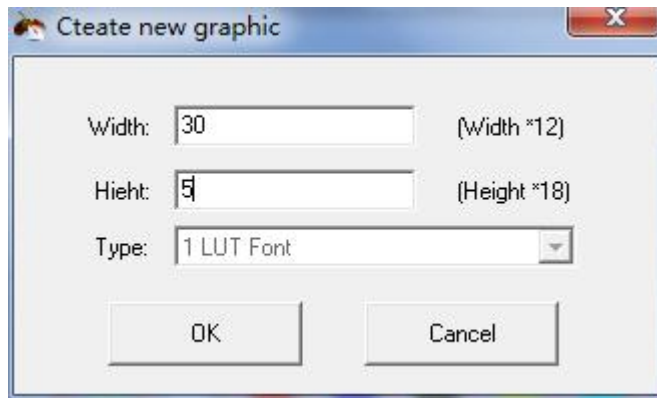 Cteate new graphic
Width: 30 (Width *12)
Hieht: 5 (Height *18)
Type: 1 LUT Font
OK Cancel